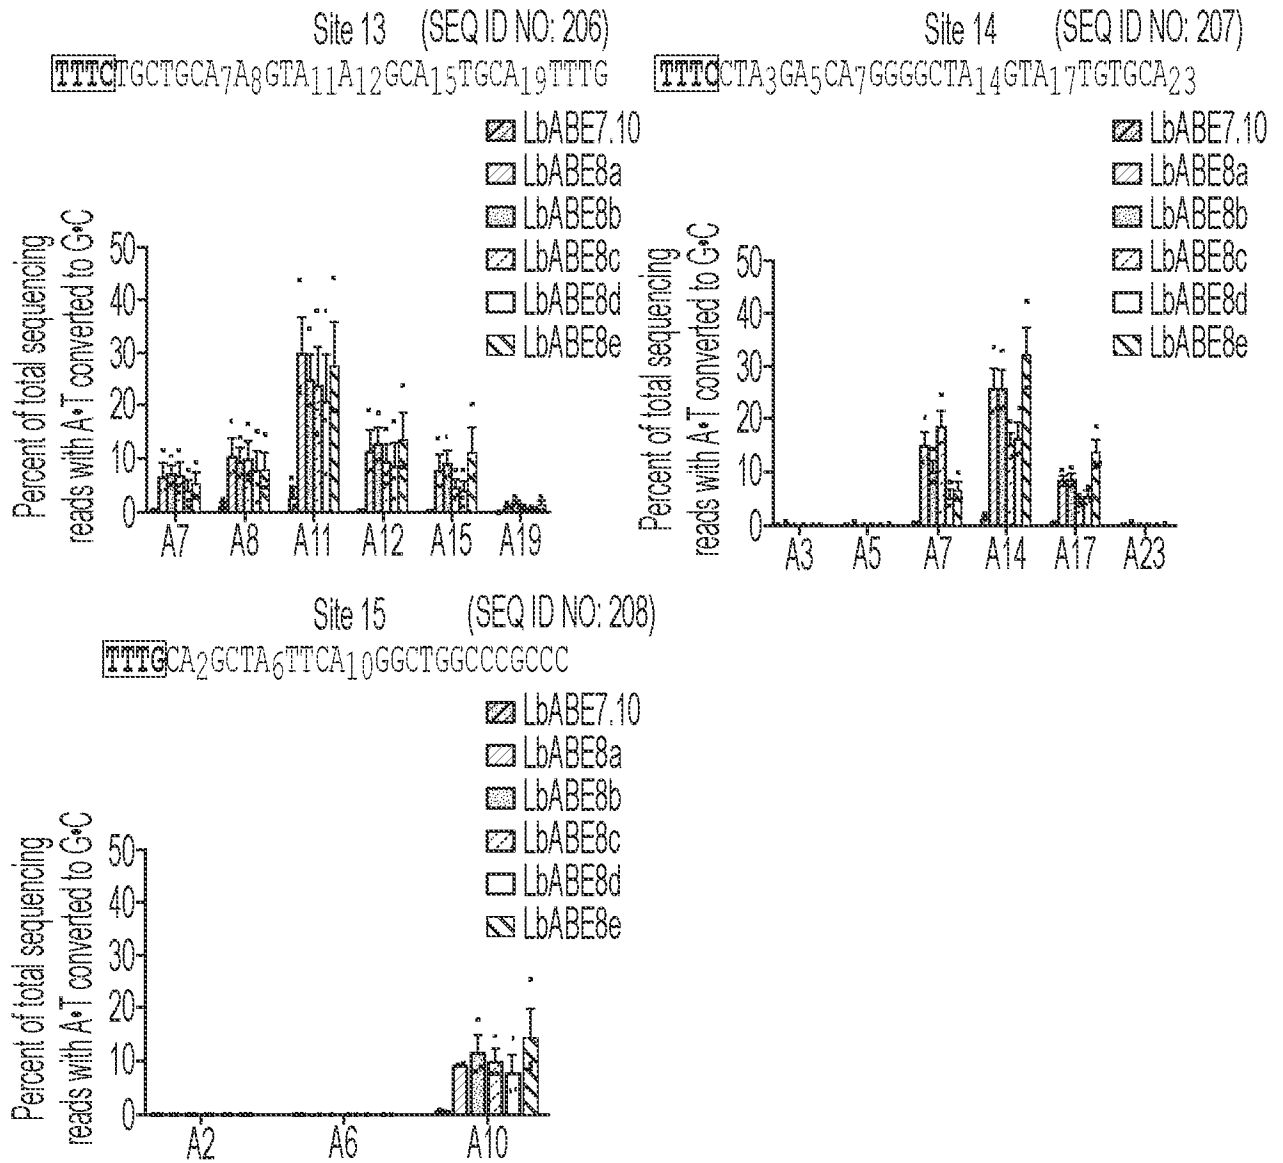 Site 13 (SEQ ID NO: 206)
TTTCTGCTGCA7A8GTA11A12GCA15TGCA19TTTG
LbABE7.10
LbABE8a
LbABE8b
LbABE8c
LbABE8d
LbABE8e
Percent of total sequencing
reads with A•T converted to G•C
50
40
30
20
10
0
A7 A8 A11 A12 A15 A19
Site 14 (SEQ ID NO: 207)
TTTCCTA3GA5CA7GGGGCTA14GTA17TGTGCA23
LbABE7.10
LbABE8a
LbABE8b
LbABE8c
LbABE8d
LbABE8e
Percent of total sequencing
reads with A•T converted to G•C
50
40
30
20
10
0
A3 A5 A7 A14 A17 A23
Site 15 (SEQ ID NO: 208)
TTTGCA2GCTA6TTCA10GGCTGGCCCGCCC
LbABE7.10
LbABE8a
LbABE8b
LbABE8c
LbABE8d
LbABE8e
Percent of total sequencing
reads with A•T converted to G•C
50
40
30
20
10
0
A2 A6 A10